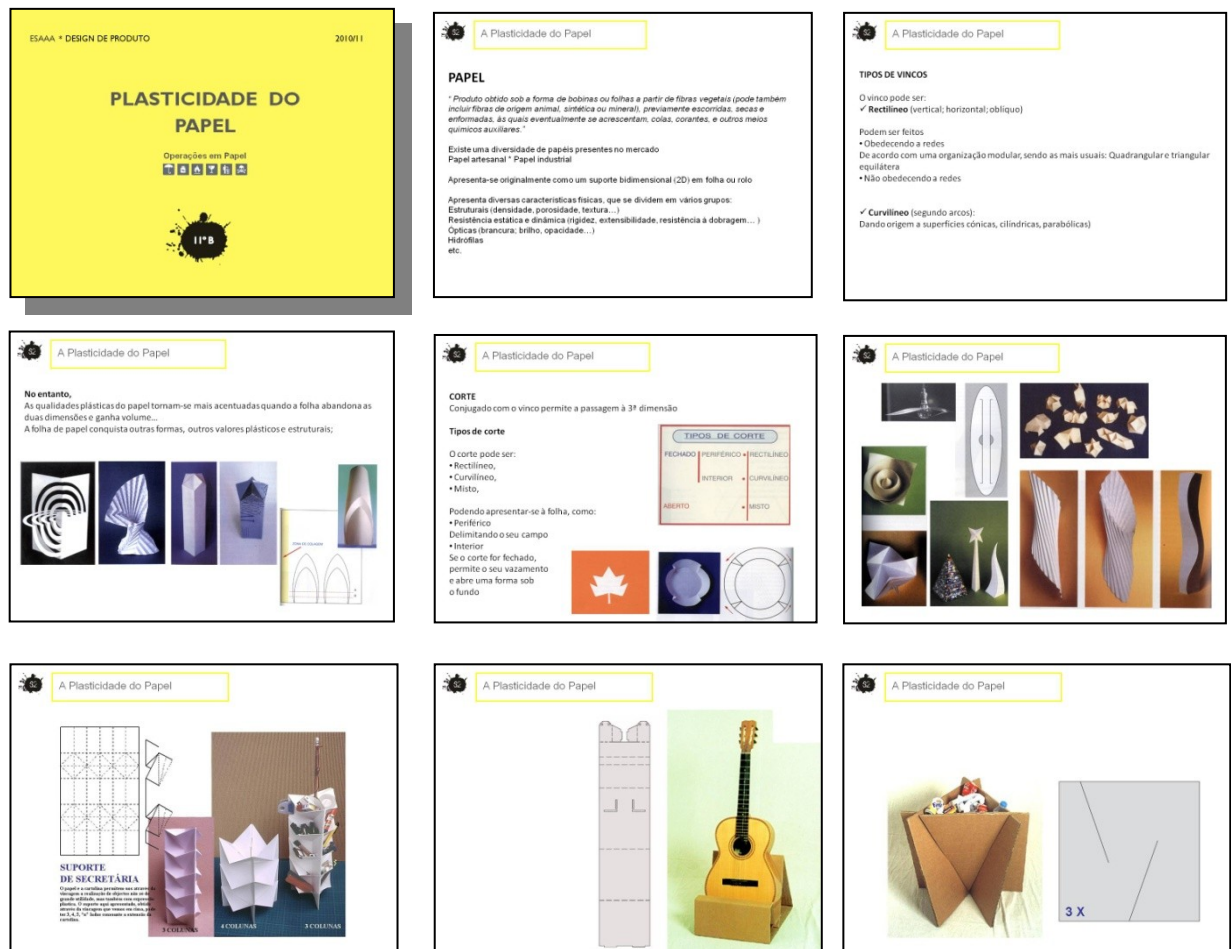 ESAAA * DESIGN DE PRODUTO
2010/11
PLASTICIDADE DO
PAPEL
Operações em Papel
11ºB
S2
A Plasticidade do Papel
PAPEL
“ Produto obtido sob a forma de bobinas ou folhas a partir de fibras vegetais (pode também
incluir fibras de origem animal, sintética ou mineral), previamente escorridas, secas e
enformadas, às quais eventualmente se acrescentam, colas, corantes, e outros meios
químicos auxiliares.”
Existe uma diversidade de papéis presentes no mercado
Papel artesanal * Papel industrial
Apresenta-se originalmente como um suporte bidimensional (2D) em folha ou rolo
Apresenta diversas características físicas, que se dividem em vários grupos:
Estruturais (densidade, porosidade, textura…)
Resistência estática e dinâmica (rigidez, extensibilidade, resistência à dobragem… )
Ópticas (brancura; brilho, opacidade…)
Hidrófilas
etc.
S2
A Plasticidade do Papel
TIPOS DE VINCOS
O vinco pode ser:
✓ Rectilíneo (vertical; horizontal; oblíquo)
Podem ser feitos
• Obedecendo a redes
De acordo com uma organização modular, sendo as mais usuais: Quadrangular e triangular
equilátera
• Não obedecendo a redes
✓ Curvilíneo (segundo arcos):
Dando origem a superfícies cónicas, cilíndricas, parabólicas)
S2
A Plasticidade do Papel
No entanto,
As qualidades plásticas do papel tornam-se mais acentuadas quando a folha abandona as
duas dimensões e ganha volume…
A folha de papel conquista outras formas, outros valores plásticos e estruturais;
S2
A Plasticidade do Papel
CORTE
Conjugado com o vinco permite a passagem à 3ª dimensão
Tipos de corte
O corte pode ser:
• Rectilíneo,
• Curvilíneo,
• Misto,
Podendo apresentar-se à folha, como:
• Periférico
Delimitando o seu campo
• Interior
Se o corte for fechado,
permite o seu vazamento
e abre uma forma sob
o fundo
TIPOS DE CORTE
FECHADO PERIFÉRICO • RECTILÍNEO
INTERIOR • CURVILÍNEO
ABERTO • MISTO
S2
A Plasticidade do Papel
S2
A Plasticidade do Papel
SUPORTE
DE SECRETÁRIA
3 COLUNAS
4 COLUNAS
3 COLUNAS
S2
A Plasticidade do Papel
S2
A Plasticidade do Papel
3 X